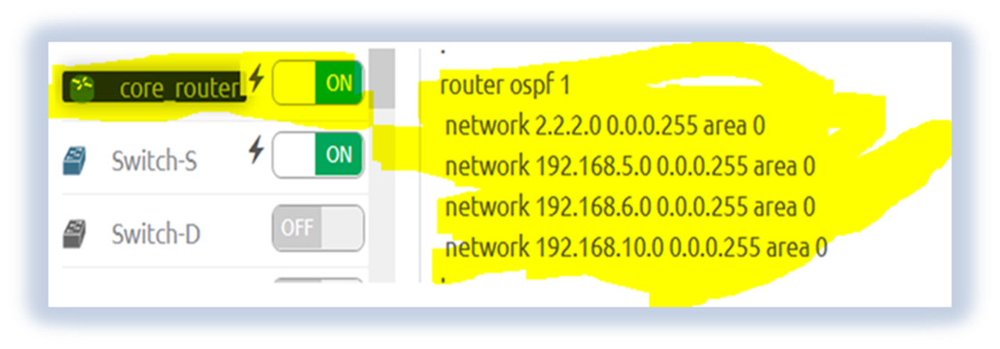 core_router ON
Switch-S ON
Switch-D OFF
router ospf 1
network 2.2.2.0 0.0.0.255 area 0
network 192.168.5.0 0.0.0.255 area 0
network 192.168.6.0 0.0.0.255 area 0
network 192.168.10.0 0.0.0.255 area 0